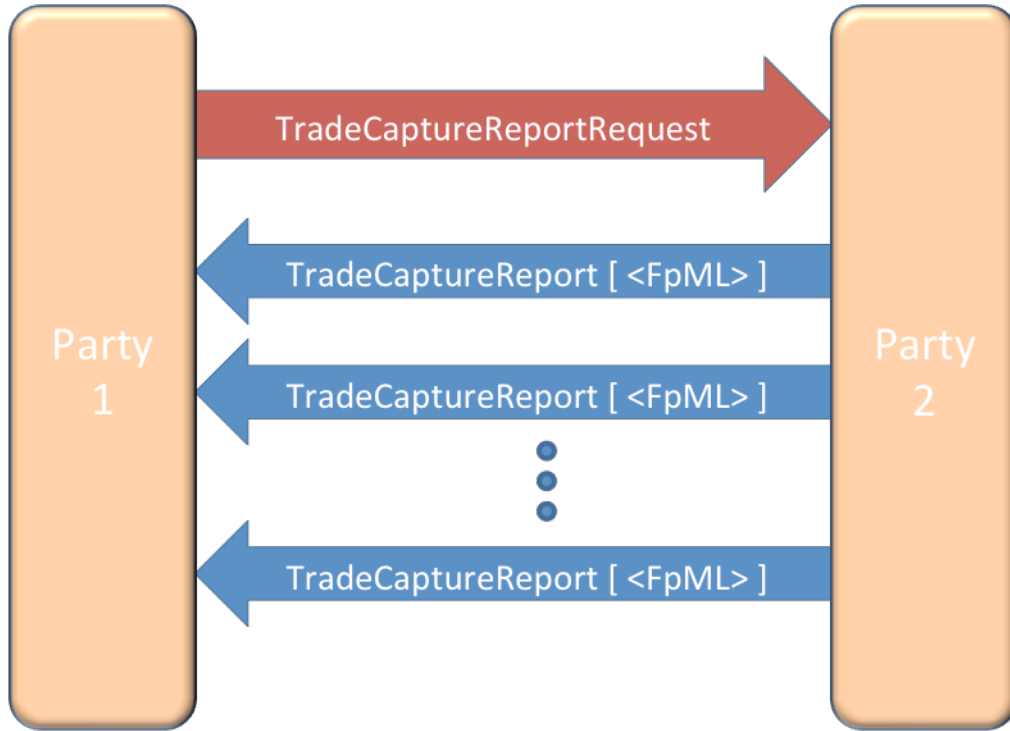 TradeCaptureReportRequest
TradeCaptureReport [ <FpML> ]
Party
1
Party
2
TradeCaptureReport [ <FpML> ]
TradeCaptureReport [ <FpML> ]